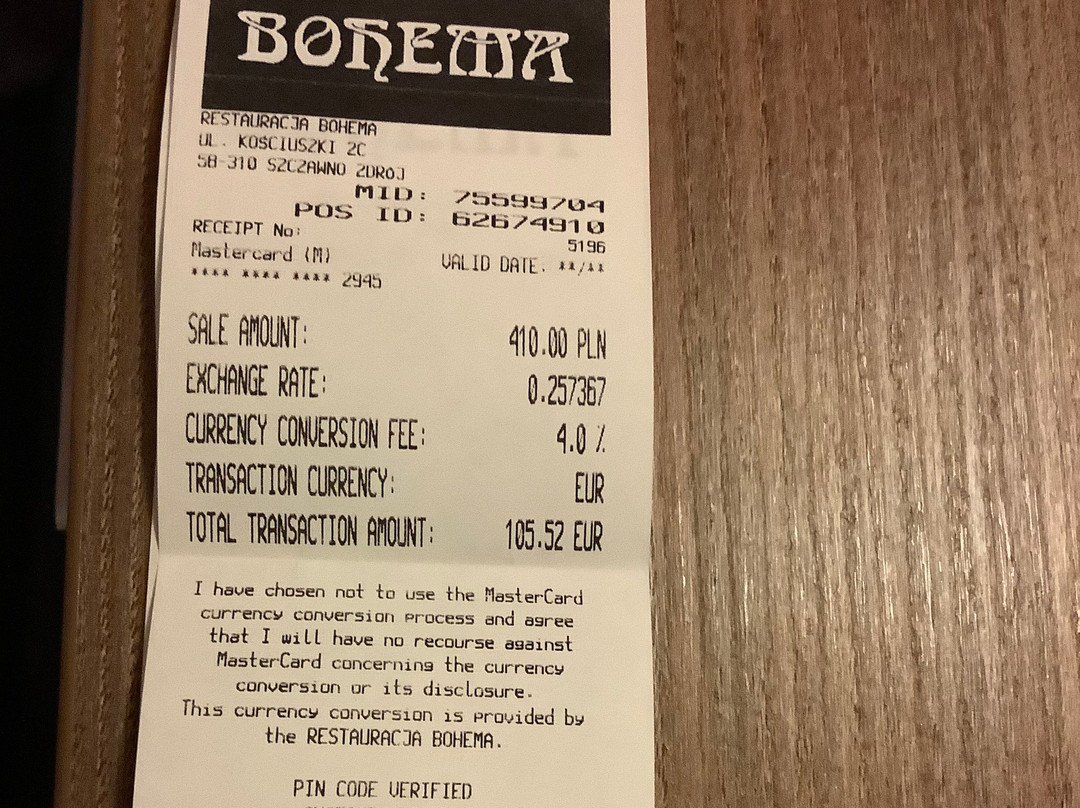 BOHEMA
RESTAURACJA BOHEMA
UL. KOŚCIUSZKI 2C
58-310 SZCZAWNO ZDROJ
MID: 75599704
POS ID: 62674910
RECEIPT No: 5196
Mastercard (M) VALID DATE. **/**
**** **** **** 2945
SALE AMOUNT: 410.00 PLN
EXCHANGE RATE: 0.257367
CURRENCY CONVERSION FEE: 4.0 %
TRANSACTION CURRENCY: EUR
TOTAL TRANSACTION AMOUNT: 105.52 EUR
I have chosen not to use the MasterCard
currency conversion process and agree
that I will have no recourse against
MasterCard concerning the currency
conversion or its disclosure.
This currency conversion is provided by
the RESTAURACJA BOHEMA.
PIN CODE VERIFIED